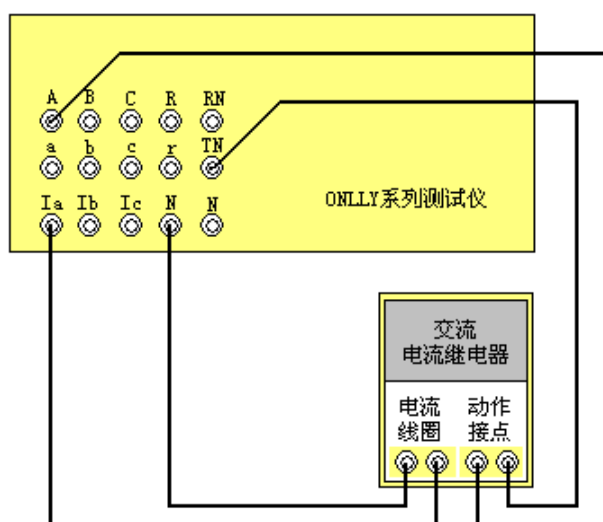 A B C R RN
a b c r TN
Ia Ib Ic N N
ONLLY系列测试仪
交流
电流继电器
电流 动作
线圈 接点